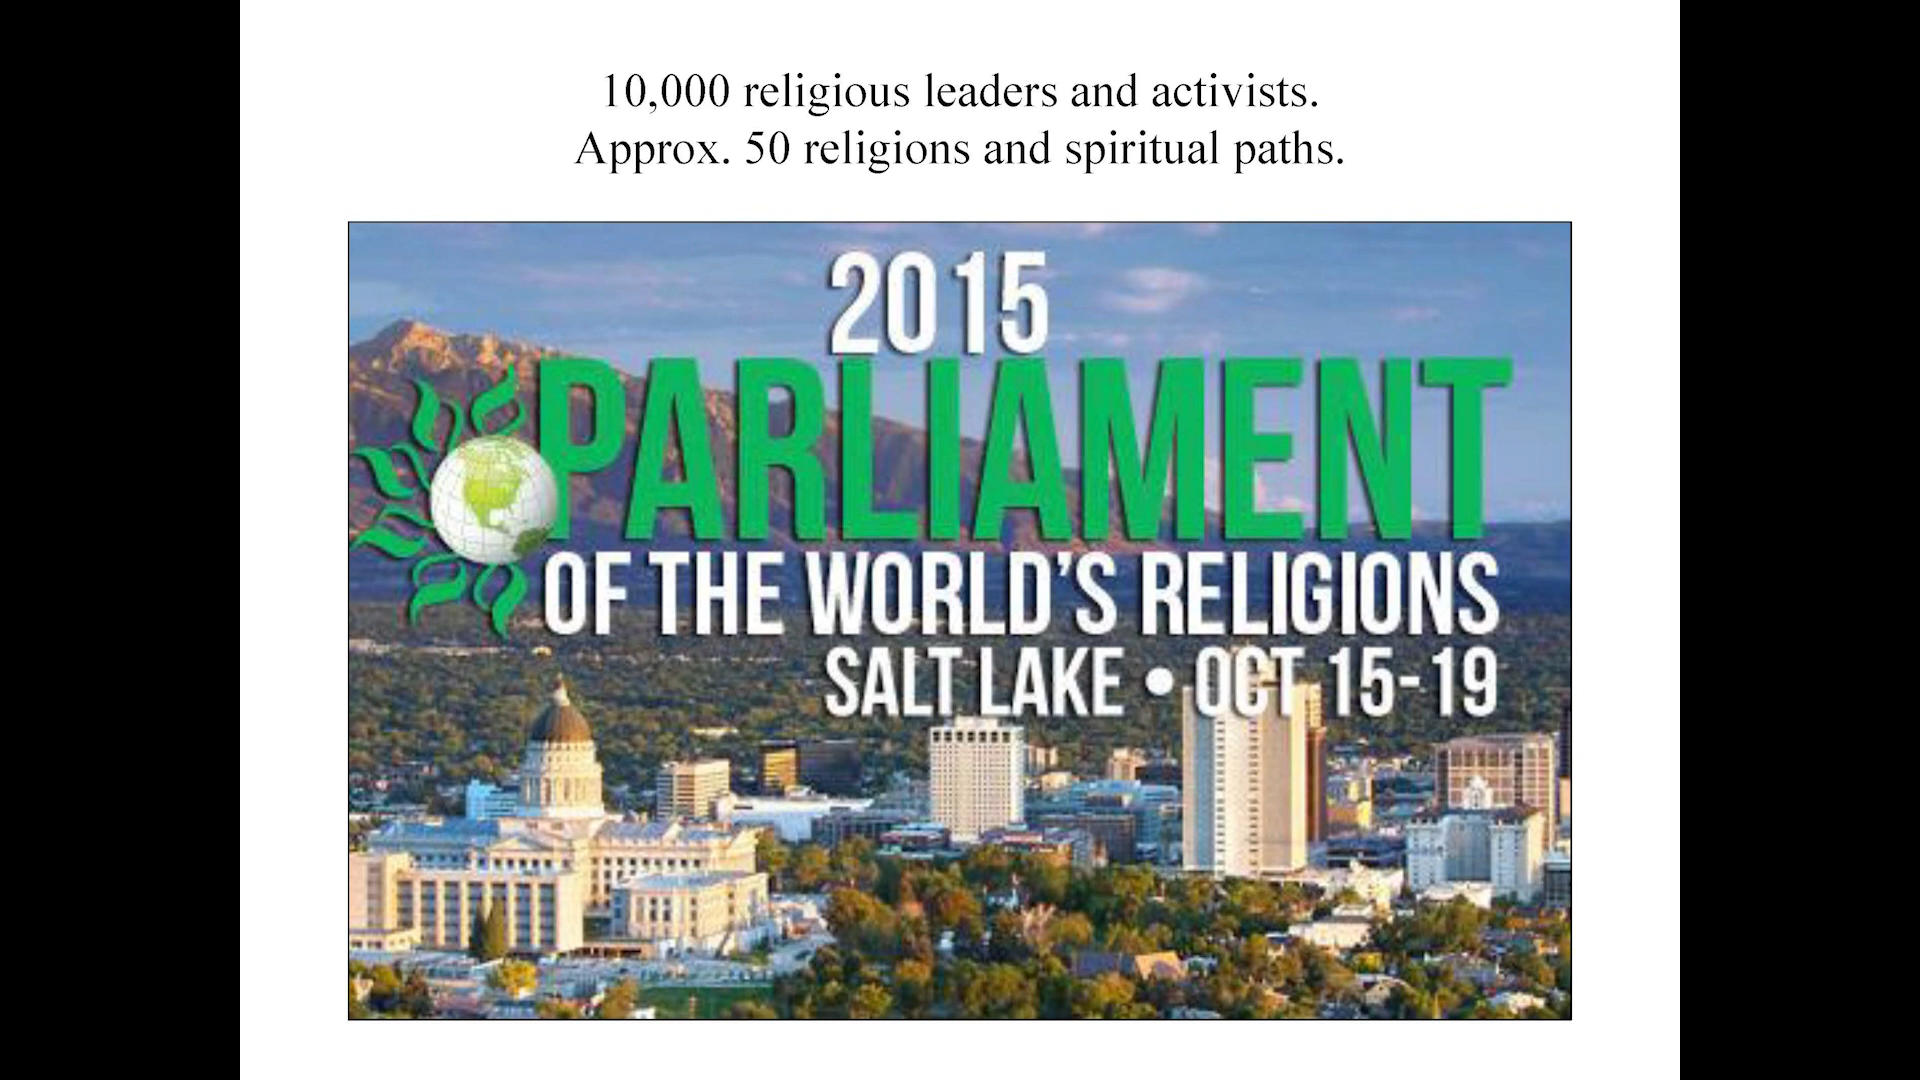 10,000 religious leaders and activists.
Approx. 50 religions and spiritual paths.
2015
PARLIAMENT
OF THE WORLD'S RELIGIONS
SALT LAKE • OCT 15-19